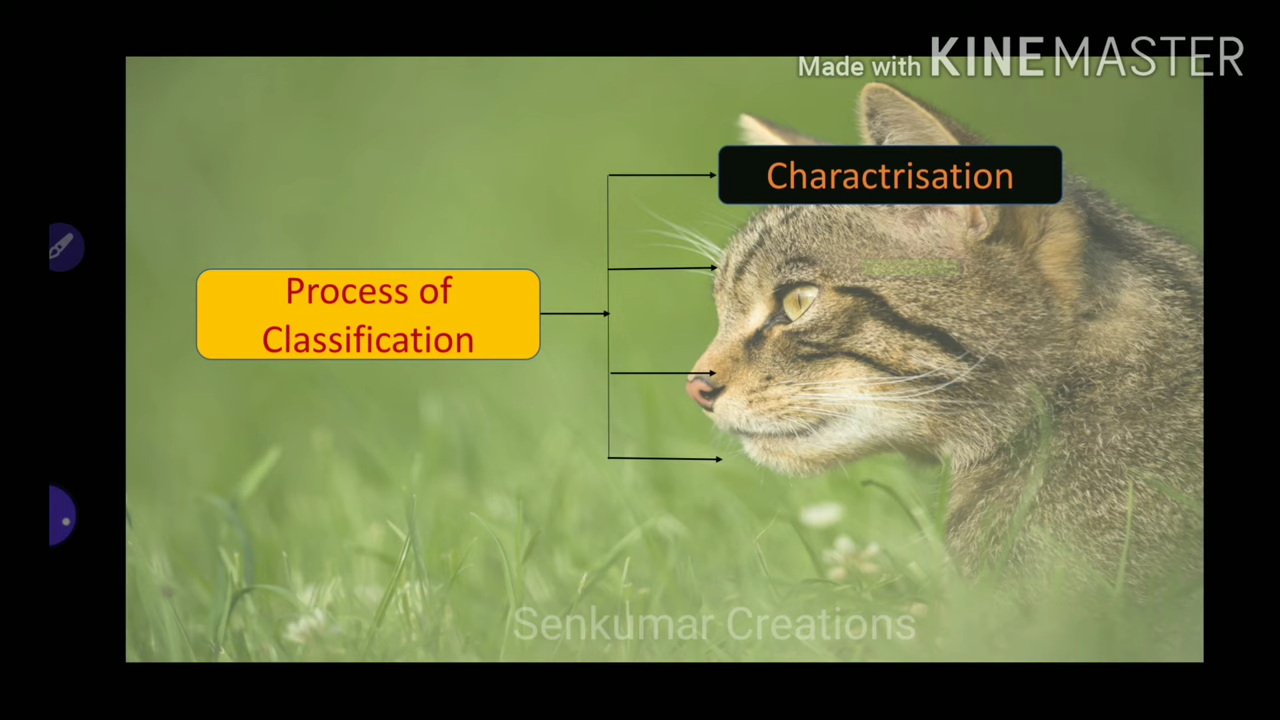 Made with KINEMASTER
Charactrisation
Process of
Classification
Senkumar Creations